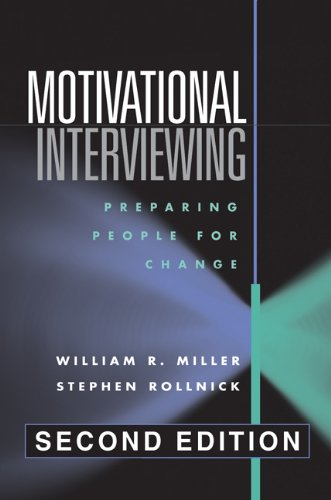 MOTIVATIONAL
INTERVIEWING
PREPARING
PEOPLE FOR
CHANGE
WILLIAM R. MILLER
STEPHEN ROLLNICK
SECOND EDITION